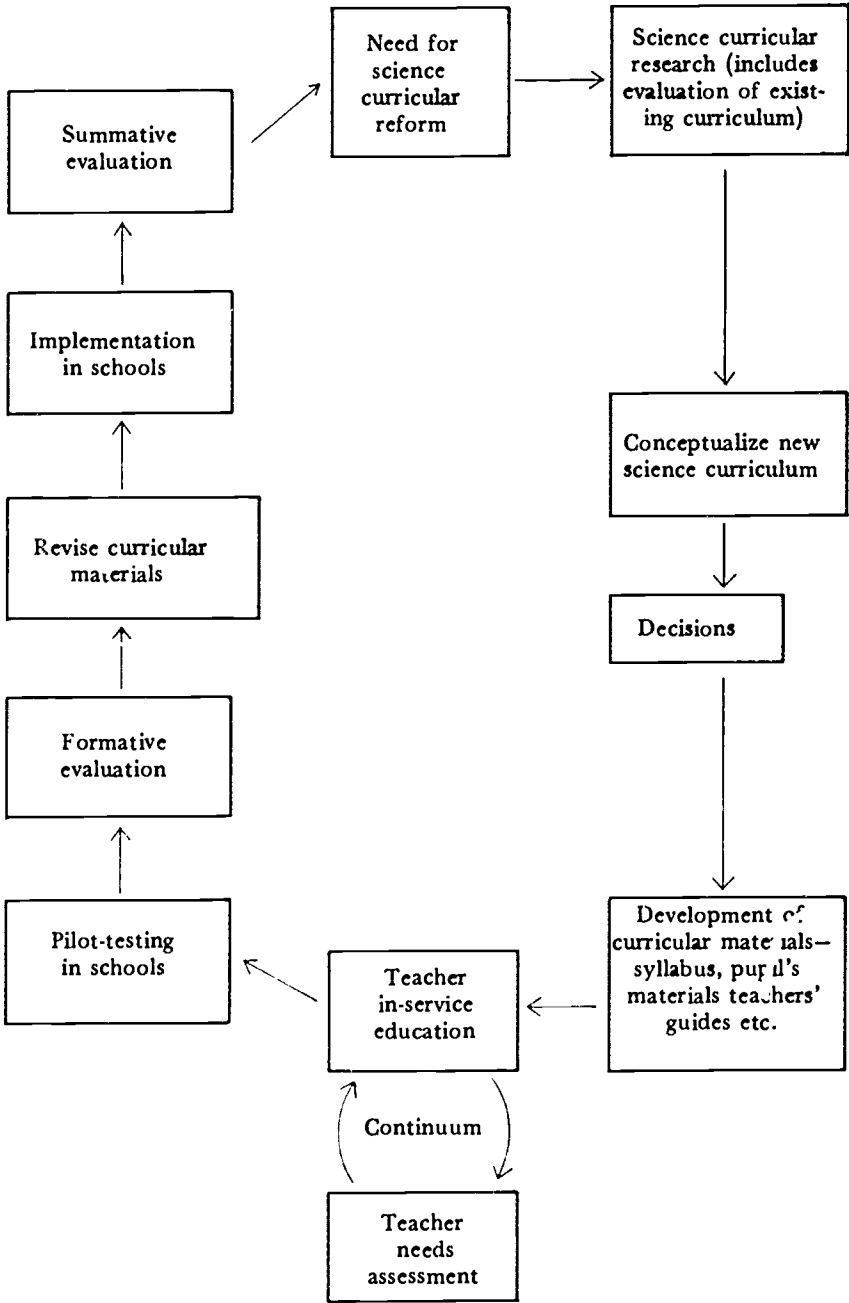 Need for
science
curricular
reform
Science curricular
research (includes
evaluation of exist-
ing curriculum)
Conceptualize new
science curriculum
Decisions
Development of
curricular materials—
syllabus, pupil's
materials teachers'
guides etc.
Teacher
in-service
education
Continuum
Teacher
needs
assessment
Pilot-testing
in schools
Formative
evaluation
Revise curricular
materials
Implementation
in schools
Summative
evaluation